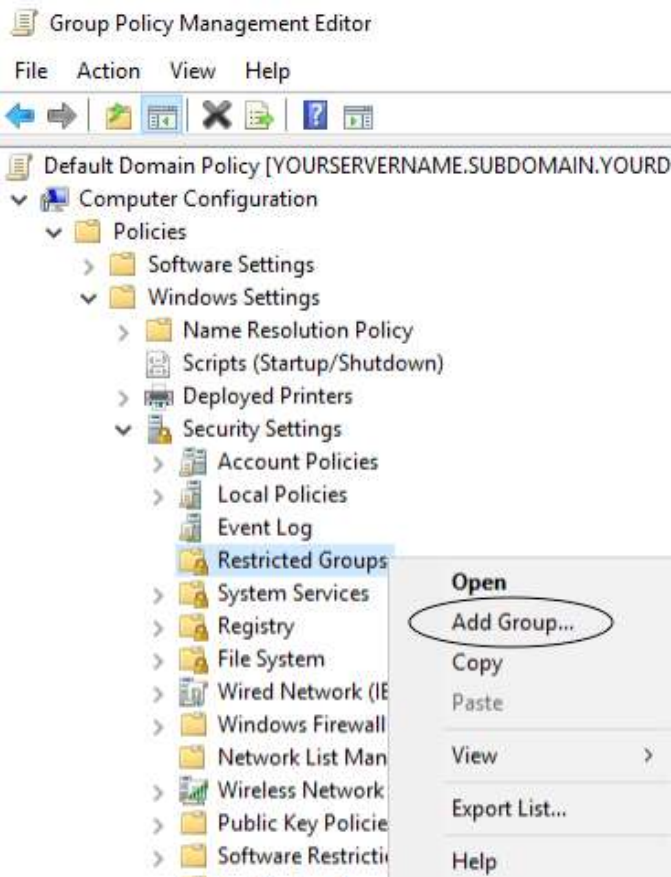 Group Policy Management Editor
File Action View Help
Default Domain Policy [YOURSERVERNAME.SUBDOMAIN.YOURD
Computer Configuration
Policies
Software Settings
Windows Settings
Name Resolution Policy
Scripts (Startup/Shutdown)
Deployed Printers
Security Settings
Account Policies
Local Policies
Event Log
Restricted Groups
System Services
Registry
File System
Wired Network (IE
Windows Firewall
Network List Man
Wireless Network
Public Key Policie
Software Restricti
Open
Add Group...
Copy
Paste
View
Export List...
Help